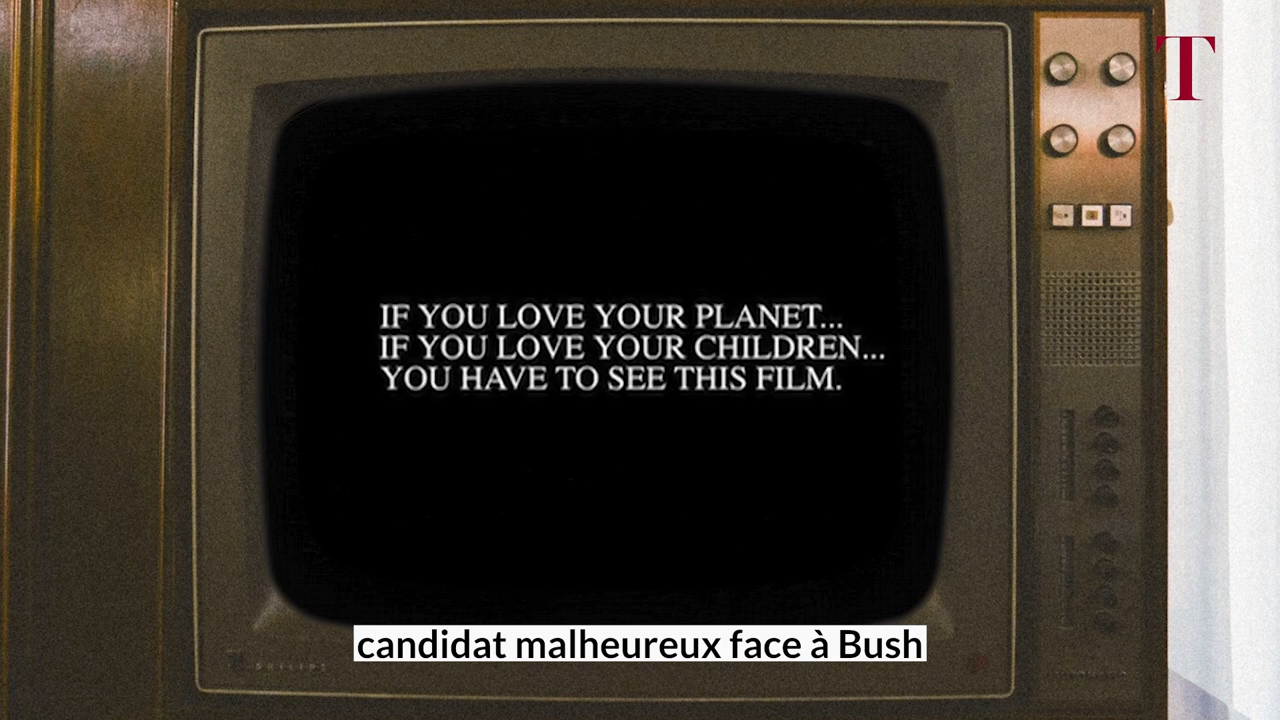 T
IF YOU LOVE YOUR PLANET...
IF YOU LOVE YOUR CHILDREN...
YOU HAVE TO SEE THIS FILM.
candidat malheureux face à Bush
PHILIPS